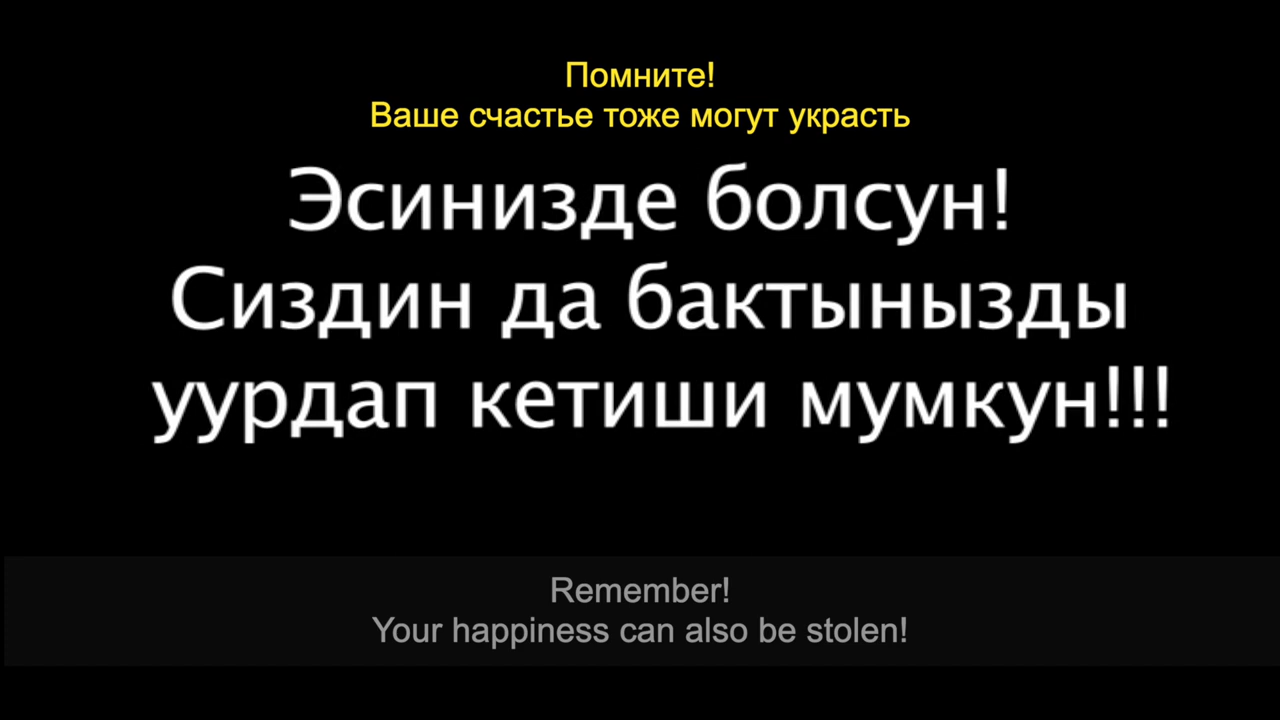 Помните!
Ваше счастье тоже могут украсть
Эсинизде болсун!
Сиздин да бактынызды
уурдап кетиши мумкун!!!
Remember!
Your happiness can also be stolen!